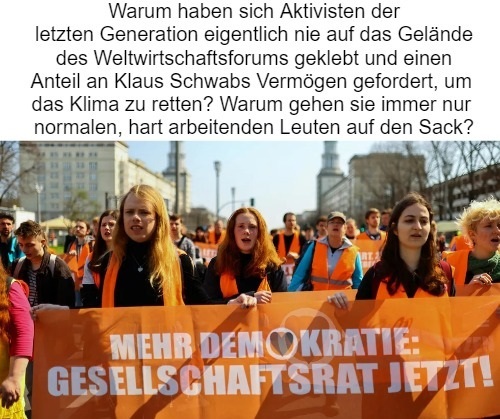 Warum haben sich Aktivisten der
letzten Generation eigentlich nie auf das Gelände
des Weltwirtschaftsforums geklebt und einen
Anteil an Klaus Schwabs Vermögen gefordert, um
das Klima zu retten? Warum gehen sie immer nur
normalen, hart arbeitenden Leuten auf den Sack?
MEHR DEMOKRATIE:
GESELLSCHAFTSRAT JETZT!